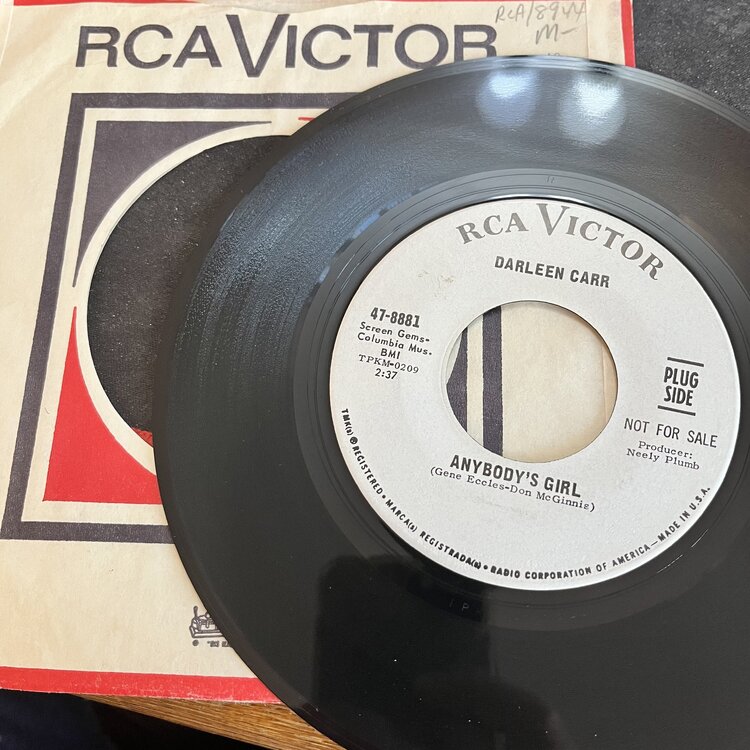 RCA/8944
M-
RCA VICTOR
RCA VICTOR
DARLEEN CARR
47-8881
Screen Gems-
Columbia Mus.
BMI
TPKM-0209
2:37
PLUG
SIDE
NOT FOR SALE
Producer:
Neely Plumb
ANYBODY'S GIRL
(Gene Eccles-Don McGinnis)
TMK(s) ® REGISTERED • MARCA(s) REGISTRADA(s) • RADIO CORPORATION OF AMERICA—MADE IN U.S.A.